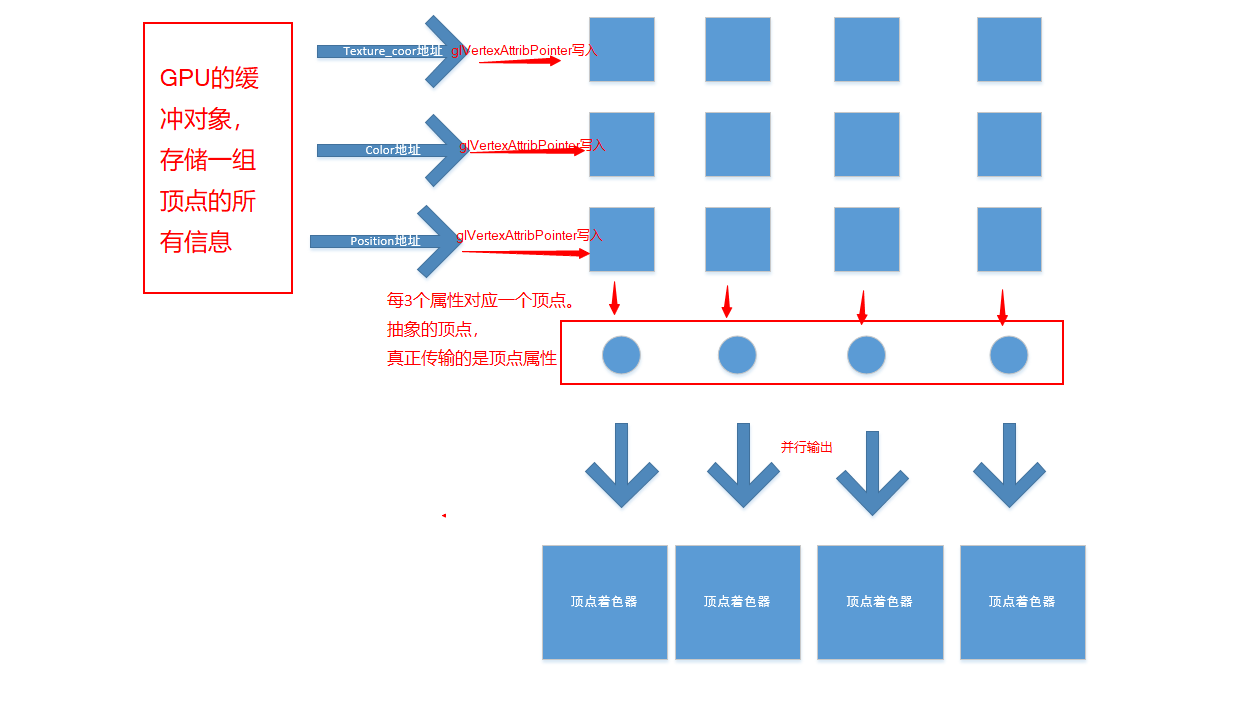 GPU的缓
冲对象，
存储一组
顶点的所
有信息
Texture_coor地址
glVertexAttribPointer写入
Color地址
glVertexAttribPointer写入
Position地址
glVertexAttribPointer写入
每3个属性对应一个顶点。
抽象的顶点，
真正传输的是顶点属性
并行输出
顶点着色器
顶点着色器
顶点着色器
顶点着色器